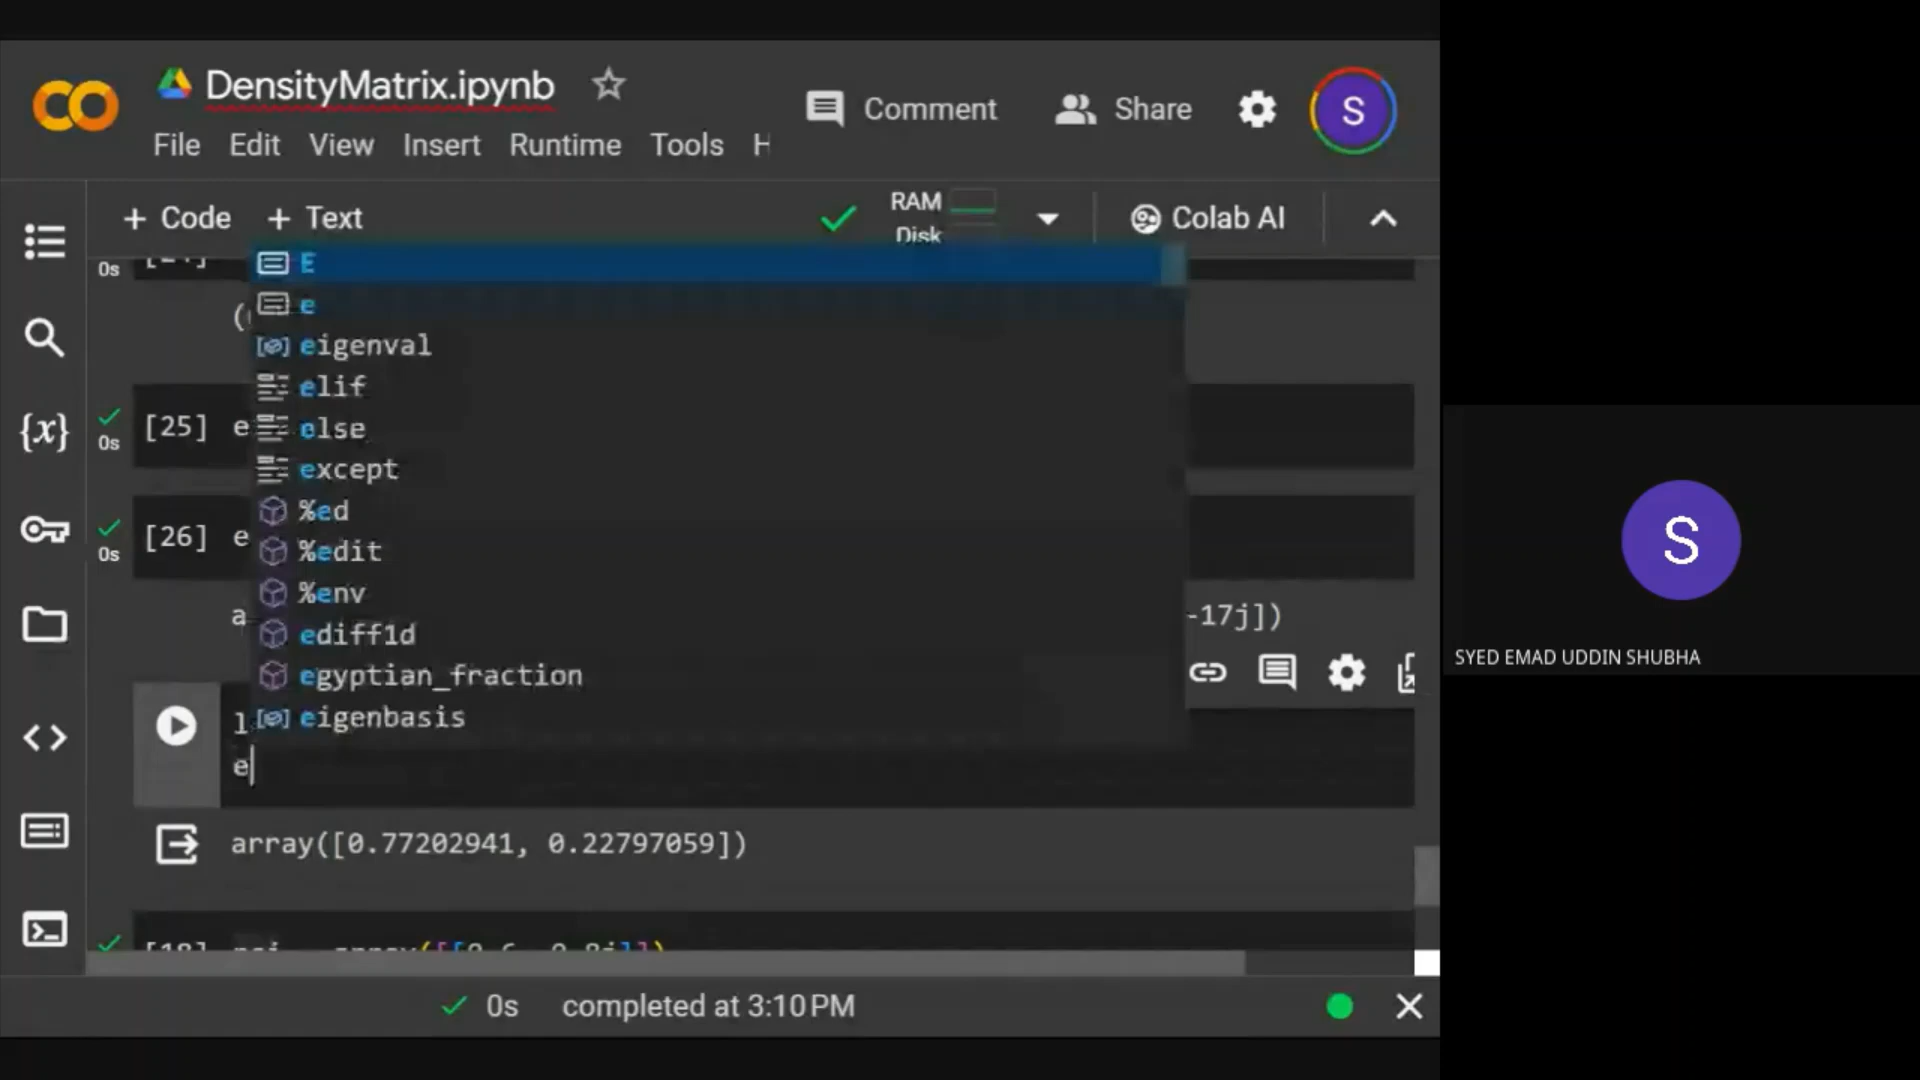 DensityMatrix.ipynb
Comment
Share
S
File Edit View Insert Runtime Tools H
+ Code + Text
RAM
Disk
Colab AI
0s
E
e
(
eigenval
elif
{x}
[25] e
else
0s
except
%ed
[26] e
%edit
0s
%env
a
-17j])
ediff1d
egyptian_fraction
l
eigenbasis
e
array([0.77202941, 0.22797059])
0s completed at 3:10 PM
S
SYED EMAD UDDIN SHUBHA